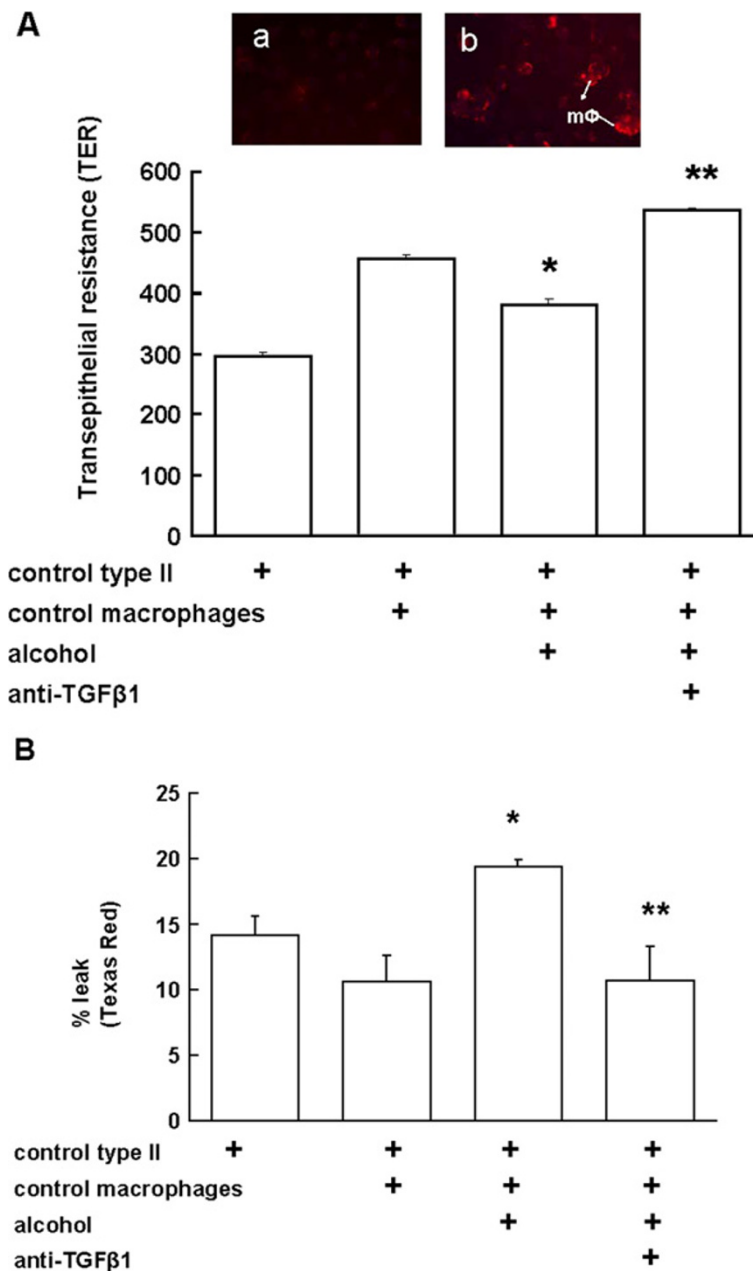 A
a
b
mΦ
Transepithelial resistance (TER)
600
500
400
300
200
100
0
*
**
control type II + + + +
control macrophages + + +
alcohol + +
anti-TGFβ1 +
B
% leak
(Texas Red)
25
20
15
10
5
0
*
**
control type II + + + +
control macrophages + + +
alcohol + +
anti-TGFβ1 +